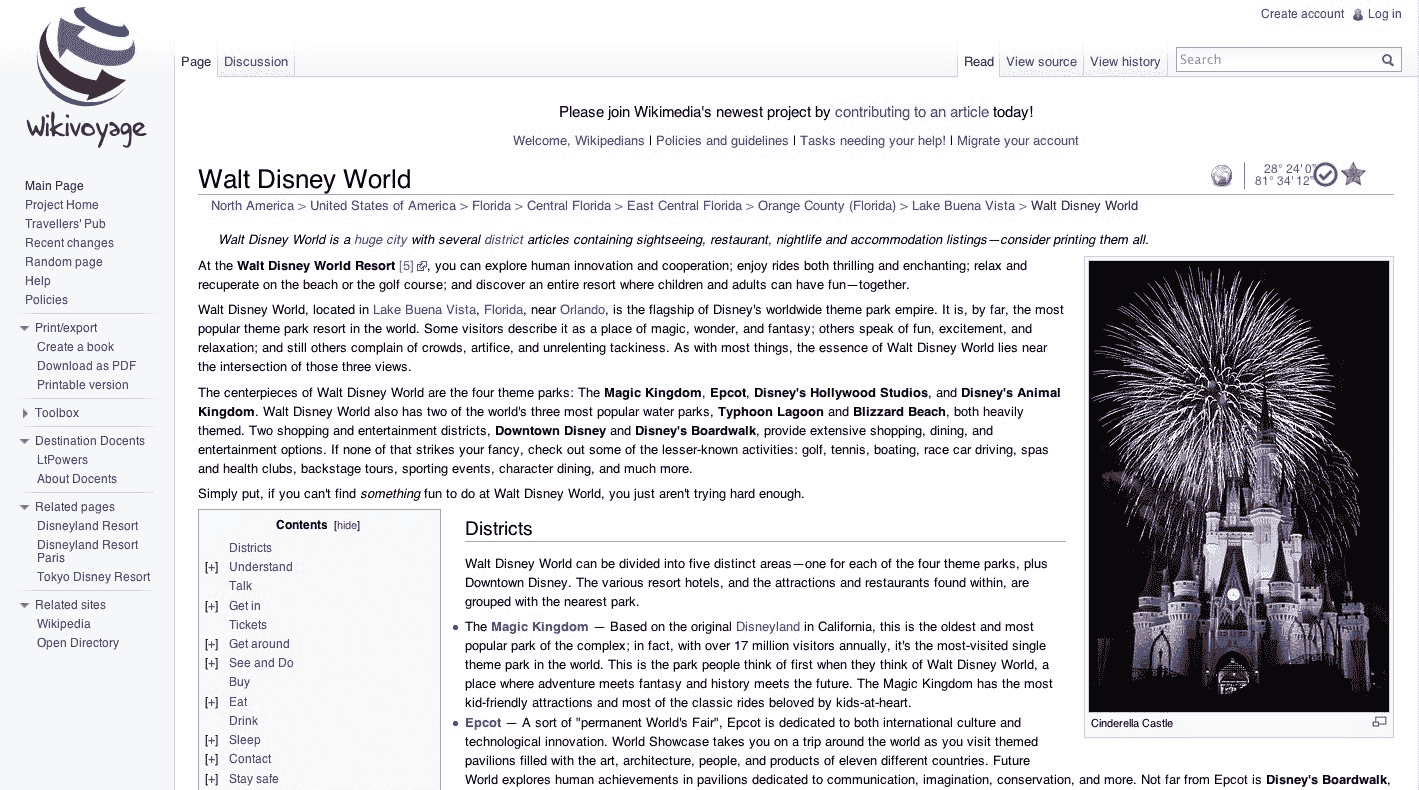 Create account Log in
Page Discussion Read View source View history Search
wikivoyage
Please join Wikimedia's newest project by contributing to an article today!
Welcome, Wikipedians | Policies and guidelines | Tasks needing your help! | Migrate your account
Walt Disney World
28° 24′ 0″
81° 34′ 12″
North America > United States of America > Florida > Central Florida > East Central Florida > Orange County (Florida) > Lake Buena Vista > Walt Disney World
Main Page
Project Home
Travellers' Pub
Recent changes
Random page
Help
Policies
Print/export
Create a book
Download as PDF
Printable version
Toolbox
Destination Docents
LtPowers
About Docents
Related pages
Disneyland Resort
Disneyland Resort
Paris
Tokyo Disney Resort
Related sites
Wikipedia
Open Directory
Walt Disney World is a huge city with several district articles containing sightseeing, restaurant, nightlife and accommodation listings—consider printing them all.
At the Walt Disney World Resort [5], you can explore human innovation and cooperation; enjoy rides both thrilling and enchanting; relax and
recuperate on the beach or the golf course; and discover an entire resort where children and adults can have fun—together.
Walt Disney World, located in Lake Buena Vista, Florida, near Orlando, is the flagship of Disney's worldwide theme park empire. It is, by far, the most
popular theme park resort in the world. Some visitors describe it as a place of magic, wonder, and fantasy; others speak of fun, excitement, and
relaxation; and still others complain of crowds, artifice, and unrelenting tackiness. As with most things, the essence of Walt Disney World lies near
the intersection of those three views.
The centerpieces of Walt Disney World are the four theme parks: The Magic Kingdom, Epcot, Disney's Hollywood Studios, and Disney's Animal
Kingdom. Walt Disney World also has two of the world's three most popular water parks, Typhoon Lagoon and Blizzard Beach, both heavily
themed. Two shopping and entertainment districts, Downtown Disney and Disney's Boardwalk, provide extensive shopping, dining, and
entertainment options. If none of that strikes your fancy, check out some of the lesser-known activities: golf, tennis, boating, race car driving, spas
and health clubs, backstage tours, sporting events, character dining, and much more.
Simply put, if you can't find something fun to do at Walt Disney World, you just aren't trying hard enough.
Cinderella Castle
Contents [hide]
Districts
[+] Understand
Talk
[+] Get in
Tickets
[+] Get around
[+] See and Do
Buy
[+] Eat
Drink
[+] Sleep
[+] Contact
[+] Stay safe
Districts
Walt Disney World can be divided into five distinct areas—one for each of the four theme parks, plus
Downtown Disney. The various resort hotels, and the attractions and restaurants found within, are
grouped with the nearest park.
• The Magic Kingdom — Based on the original Disneyland in California, this is the oldest and most
popular park of the complex; in fact, with over 17 million visitors annually, it's the most-visited single
theme park in the world. This is the park people think of first when they think of Walt Disney World, a
place where adventure meets fantasy and history meets the future. The Magic Kingdom has the most
kid-friendly attractions and most of the classic rides beloved by kids-at-heart.
• Epcot — A sort of "permanent World's Fair", Epcot is dedicated to both international culture and
technological innovation. World Showcase takes you on a trip around the world as you visit themed
pavilions filled with the art, architecture, people, and products of eleven different countries. Future
World explores human achievements in pavilions dedicated to communication, imagination, conservation, and more. Not far from Epcot is Disney's Boardwalk,